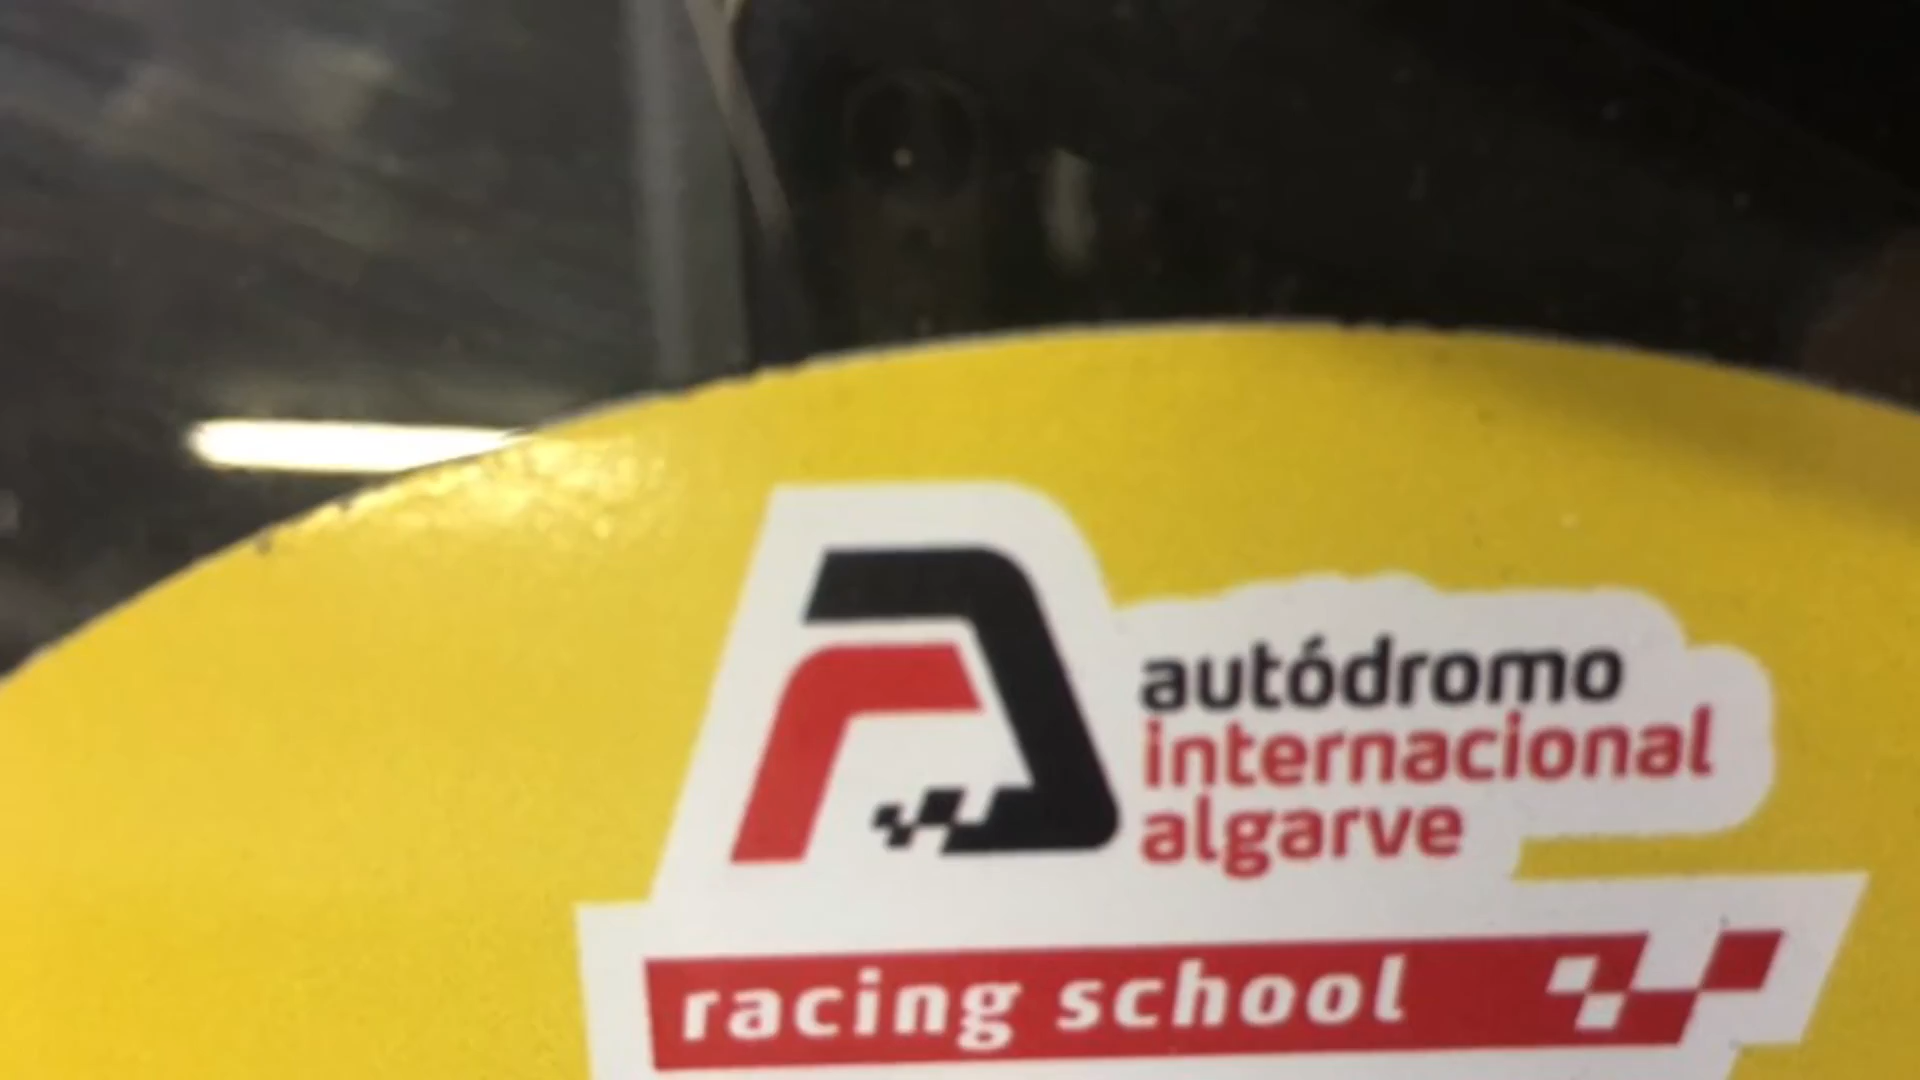 autódromo
internacional
algarve
racing school